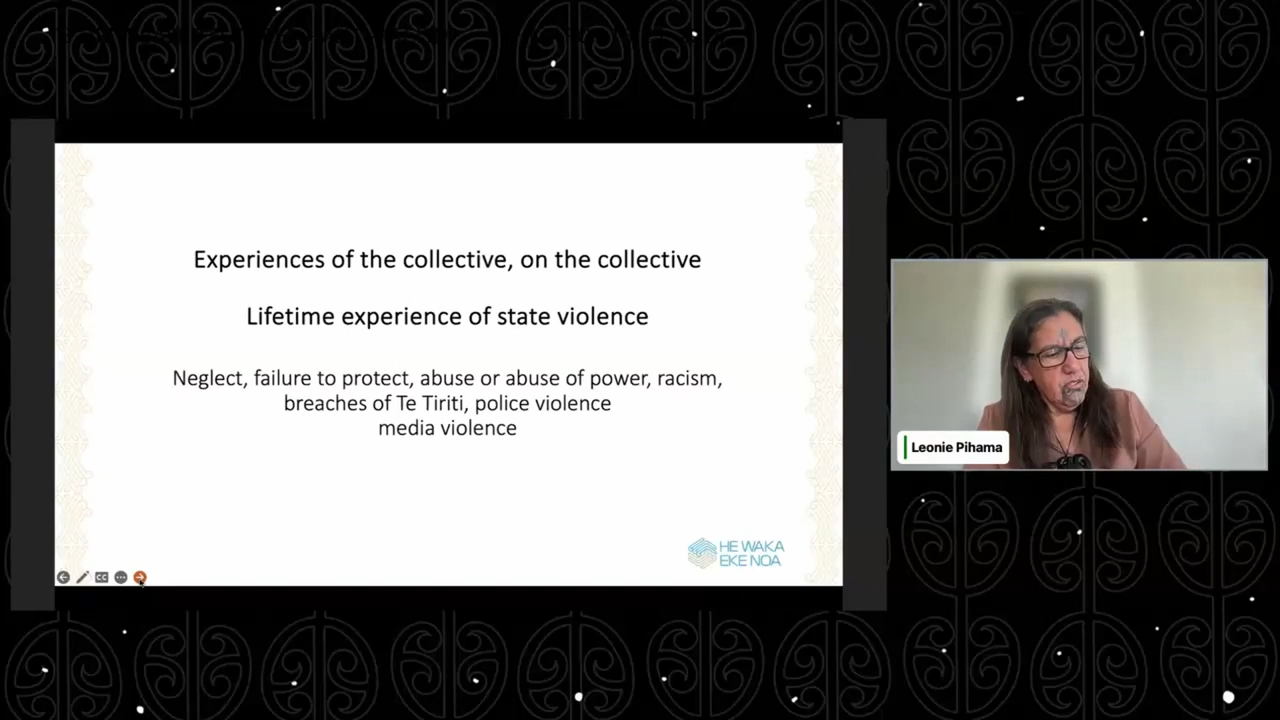 Experiences of the collective, on the collective
Lifetime experience of state violence
Neglect, failure to protect, abuse or abuse of power, racism,
breaches of Te Tiriti, police violence
media violence
HE WAKA
EKE NOA
CC
Leonie Pihama